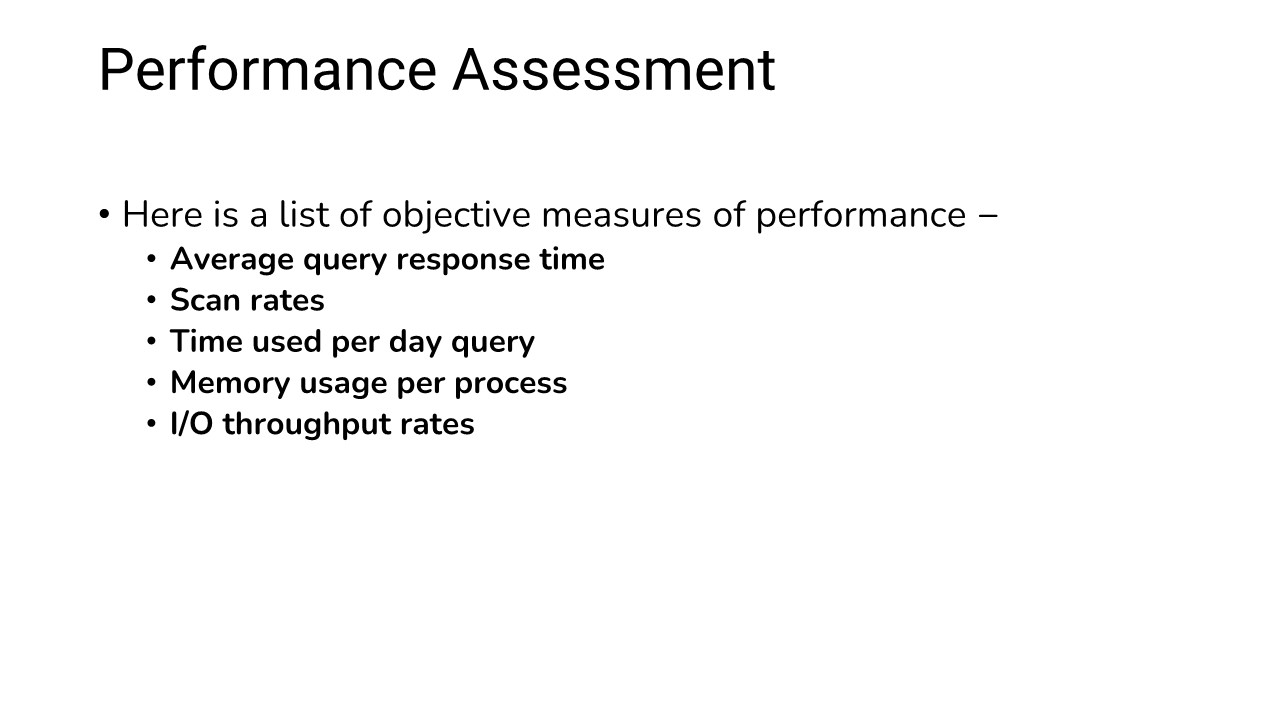 Performance Assessment
• Here is a list of objective measures of performance –
• Average query response time
• Scan rates
• Time used per day query
• Memory usage per process
• I/O throughput rates